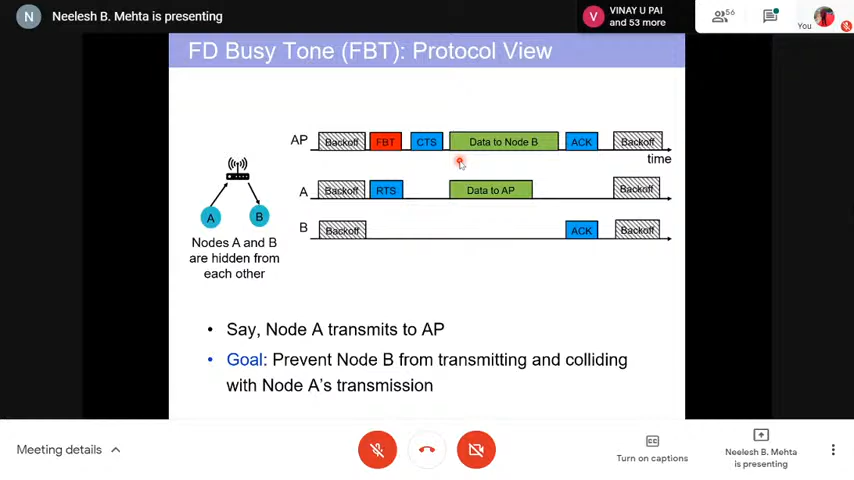 N Neelesh B. Mehta is presenting
V VINAY U PAI
and 53 more
56
You
FD Busy Tone (FBT): Protocol View
AP Backoff FBT CTS Data to Node B ACK Backoff
time
A Backoff RTS Data to AP Backoff
B Backoff ACK Backoff
A B
Nodes A and B
are hidden from
each other
• Say, Node A transmits to AP
• Goal: Prevent Node B from transmitting and colliding
with Node A's transmission
Meeting details
Turn on captions
Neelesh B. Mehta
is presenting